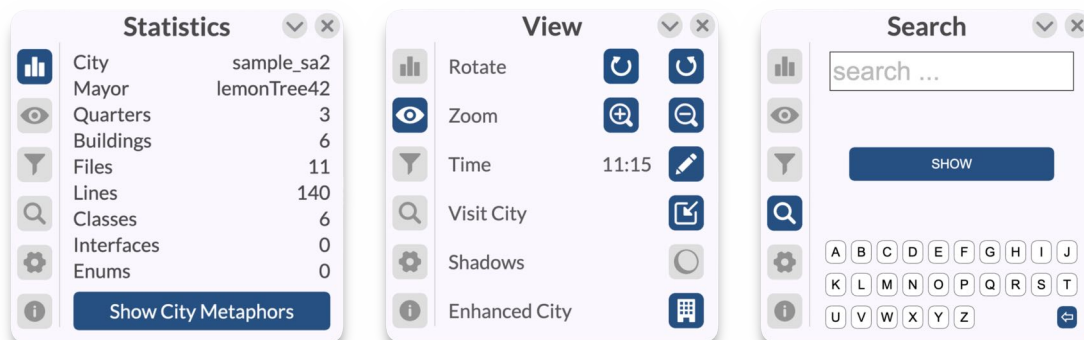 Statistics
City sample_sa2
Mayor lemonTree42
Quarters 3
Buildings 6
Files 11
Lines 140
Classes 6
Interfaces 0
Enums 0
Show City Metaphors
View
Rotate
Zoom
Time 11:15
Visit City
Shadows
Enhanced City
Search
search ...
SHOW
A B C D E F G H I J
K L M N O P Q R S T
U V W X Y Z